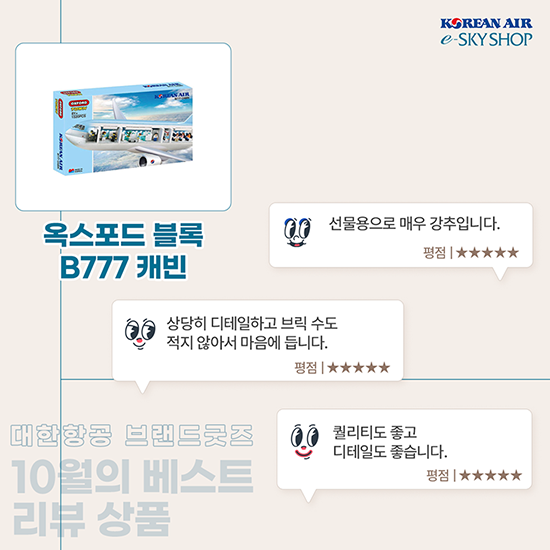 KOREAN AIR
e-SKYSHOP
OXFORD
KOREAN AIR
KOREAN AIR
옥스포드 블록
B777 캐빈
선물용으로 매우 강추입니다.
평점 | ★★★★★
상당히 디테일하고 브릭 수도
적지 않아서 마음에 듭니다.
평점 | ★★★★★
퀄리티도 좋고
디테일도 좋습니다.
평점 | ★★★★★
대한항공 브랜드굿즈
10월의 베스트
리뷰 상품